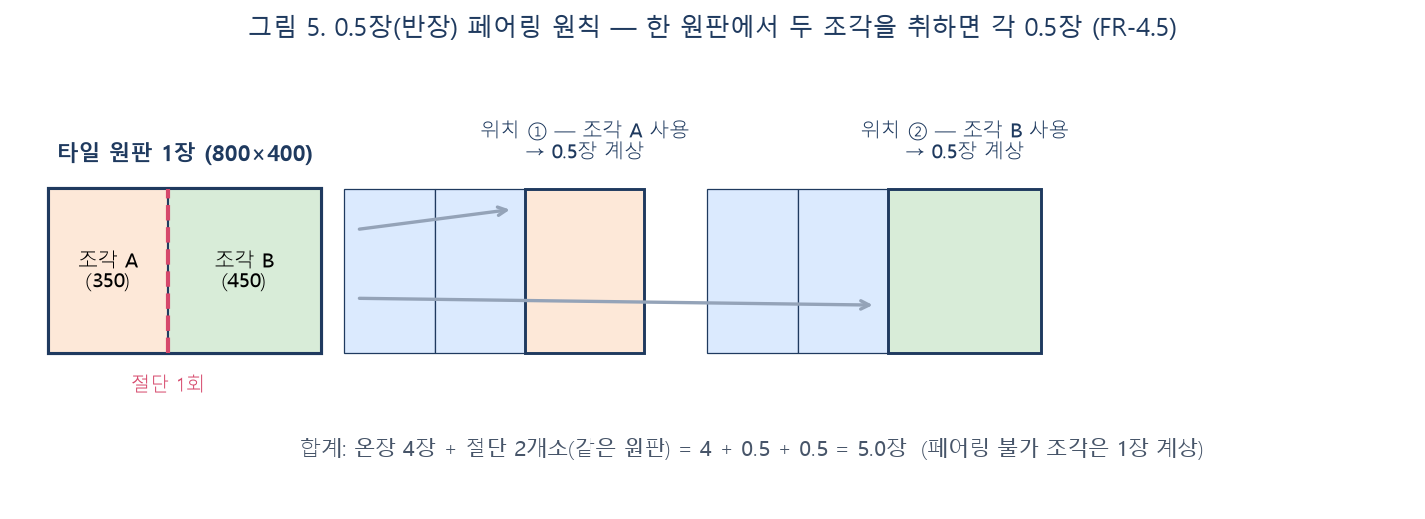 그림 5. 0.5장(반장) 페어링 원칙 — 한 원판에서 두 조각을 취하면 각 0.5장 (FR-4.5)
타일 원판 1장 (800×400)
위치 ① — 조각 A 사용
→ 0.5장 계상
위치 ② — 조각 B 사용
→ 0.5장 계상
조각 A
(350)
조각 B
(450)
절단 1회
합계: 온장 4장 + 절단 2개소(같은 원판) = 4 + 0.5 + 0.5 = 5.0장 (페어링 불가 조각은 1장 계상)